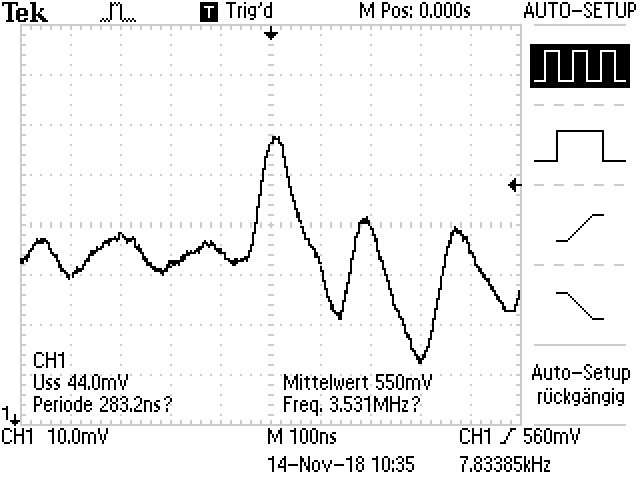 Tek T Trig'd M Pos: 0.000s AUTO-SETUP
CH1
Uss 44.0mV Mittelwert 550mV
Periode 283.2ns? Freq. 3.531MHz?
Auto-Setup
rückgängig
1
CH1 10.0mV M 100ns CH1 560mV
14-Nov-18 10:35 7.83385kHz